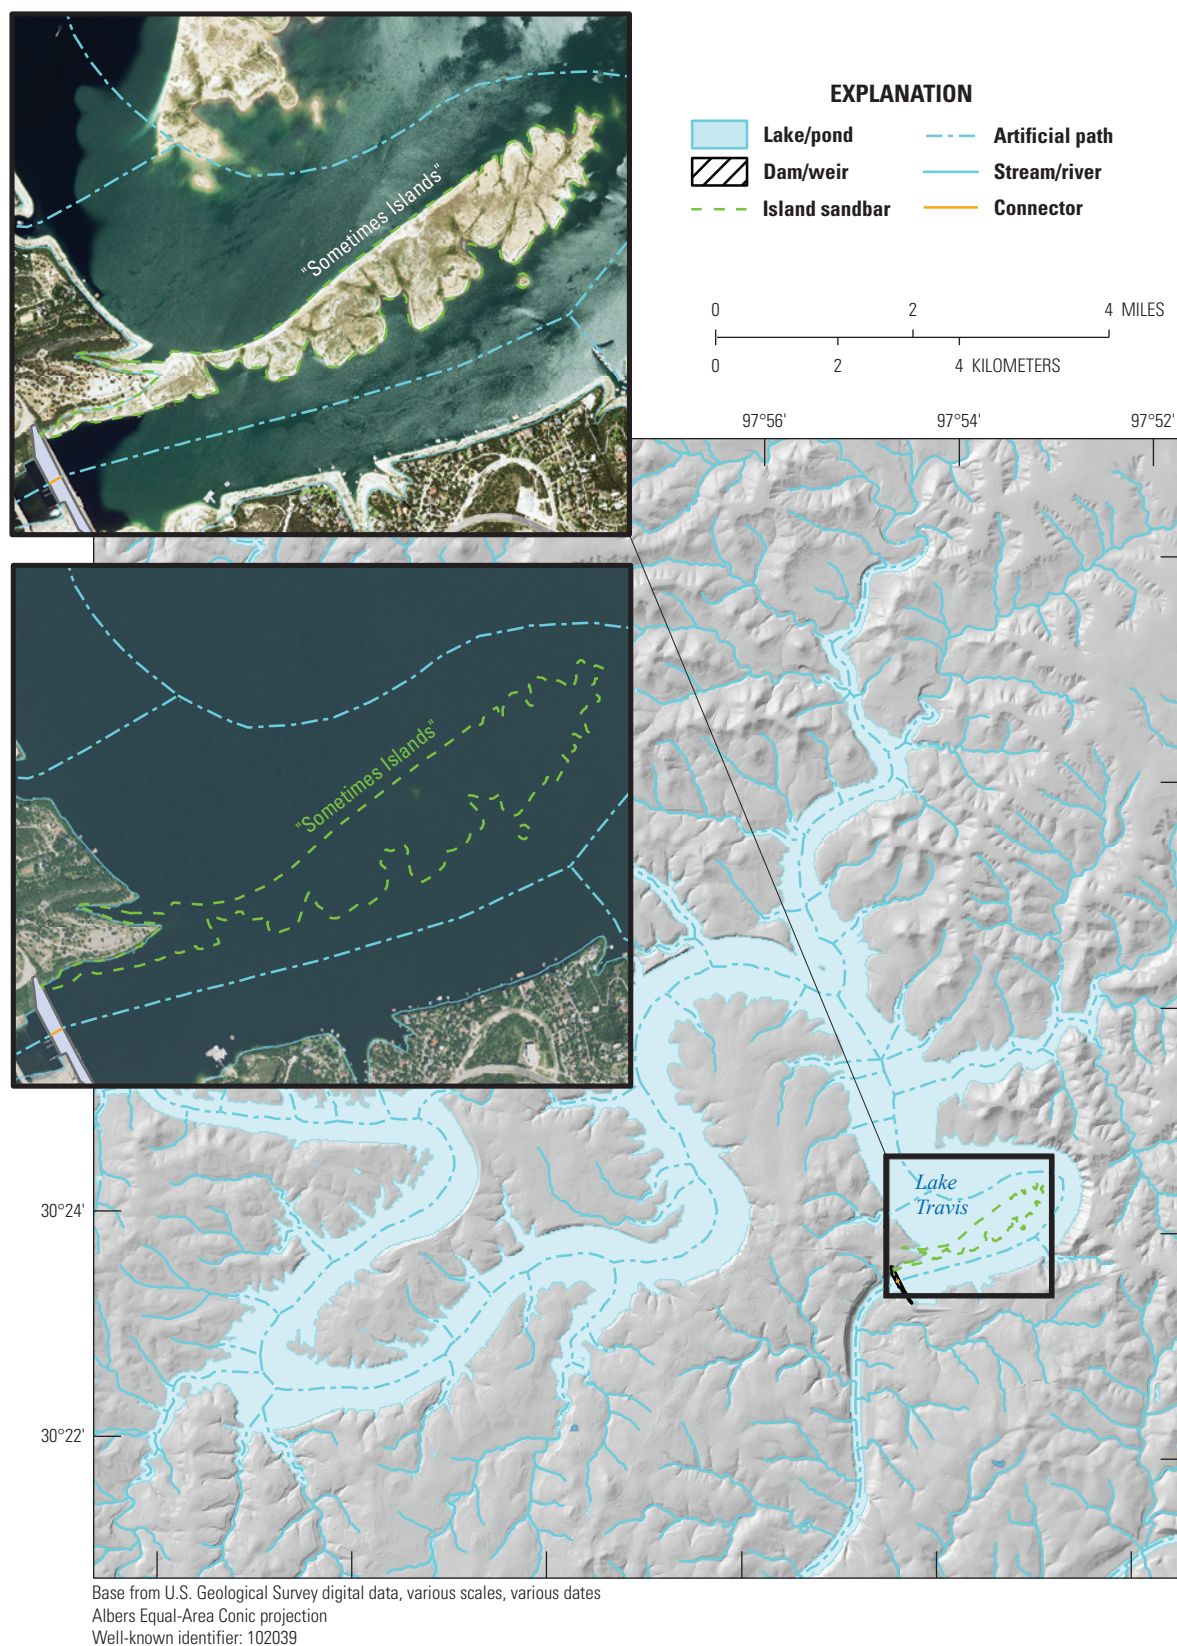 "Sometimes Islands"
EXPLANATION
Lake/pond
Dam/weir
Island sandbar
Artificial path
Stream/river
Connector
0 2 4 MILES
0 2 4 KILOMETERS
97°56' 97°54' 97°52'
"Sometimes Islands"
Lake
Travis
30°24'
30°22'
Base from U.S. Geological Survey digital data, various scales, various dates
Albers Equal-Area Conic projection
Well-known identifier: 102039